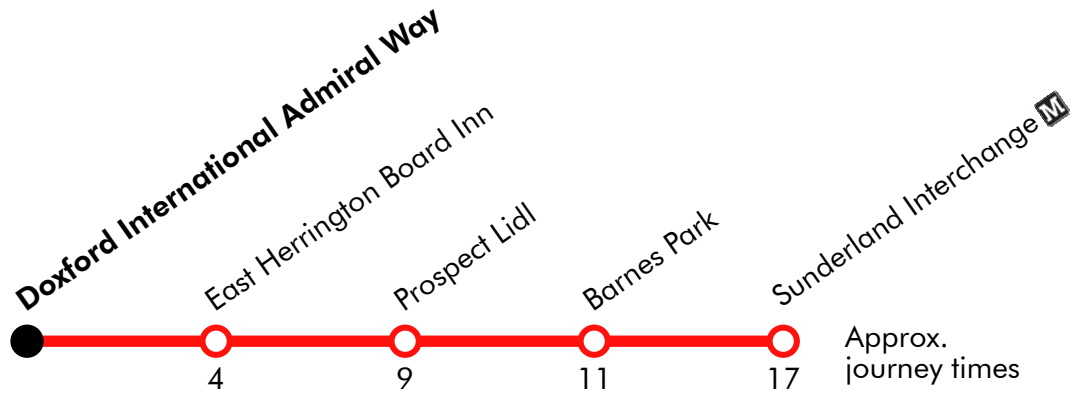 Doxford International Admiral Way
East Herrington Board Inn
Prospect Lidl
Barnes Park
Sunderland Interchange M
4
9
11
17
Approx.
journey times